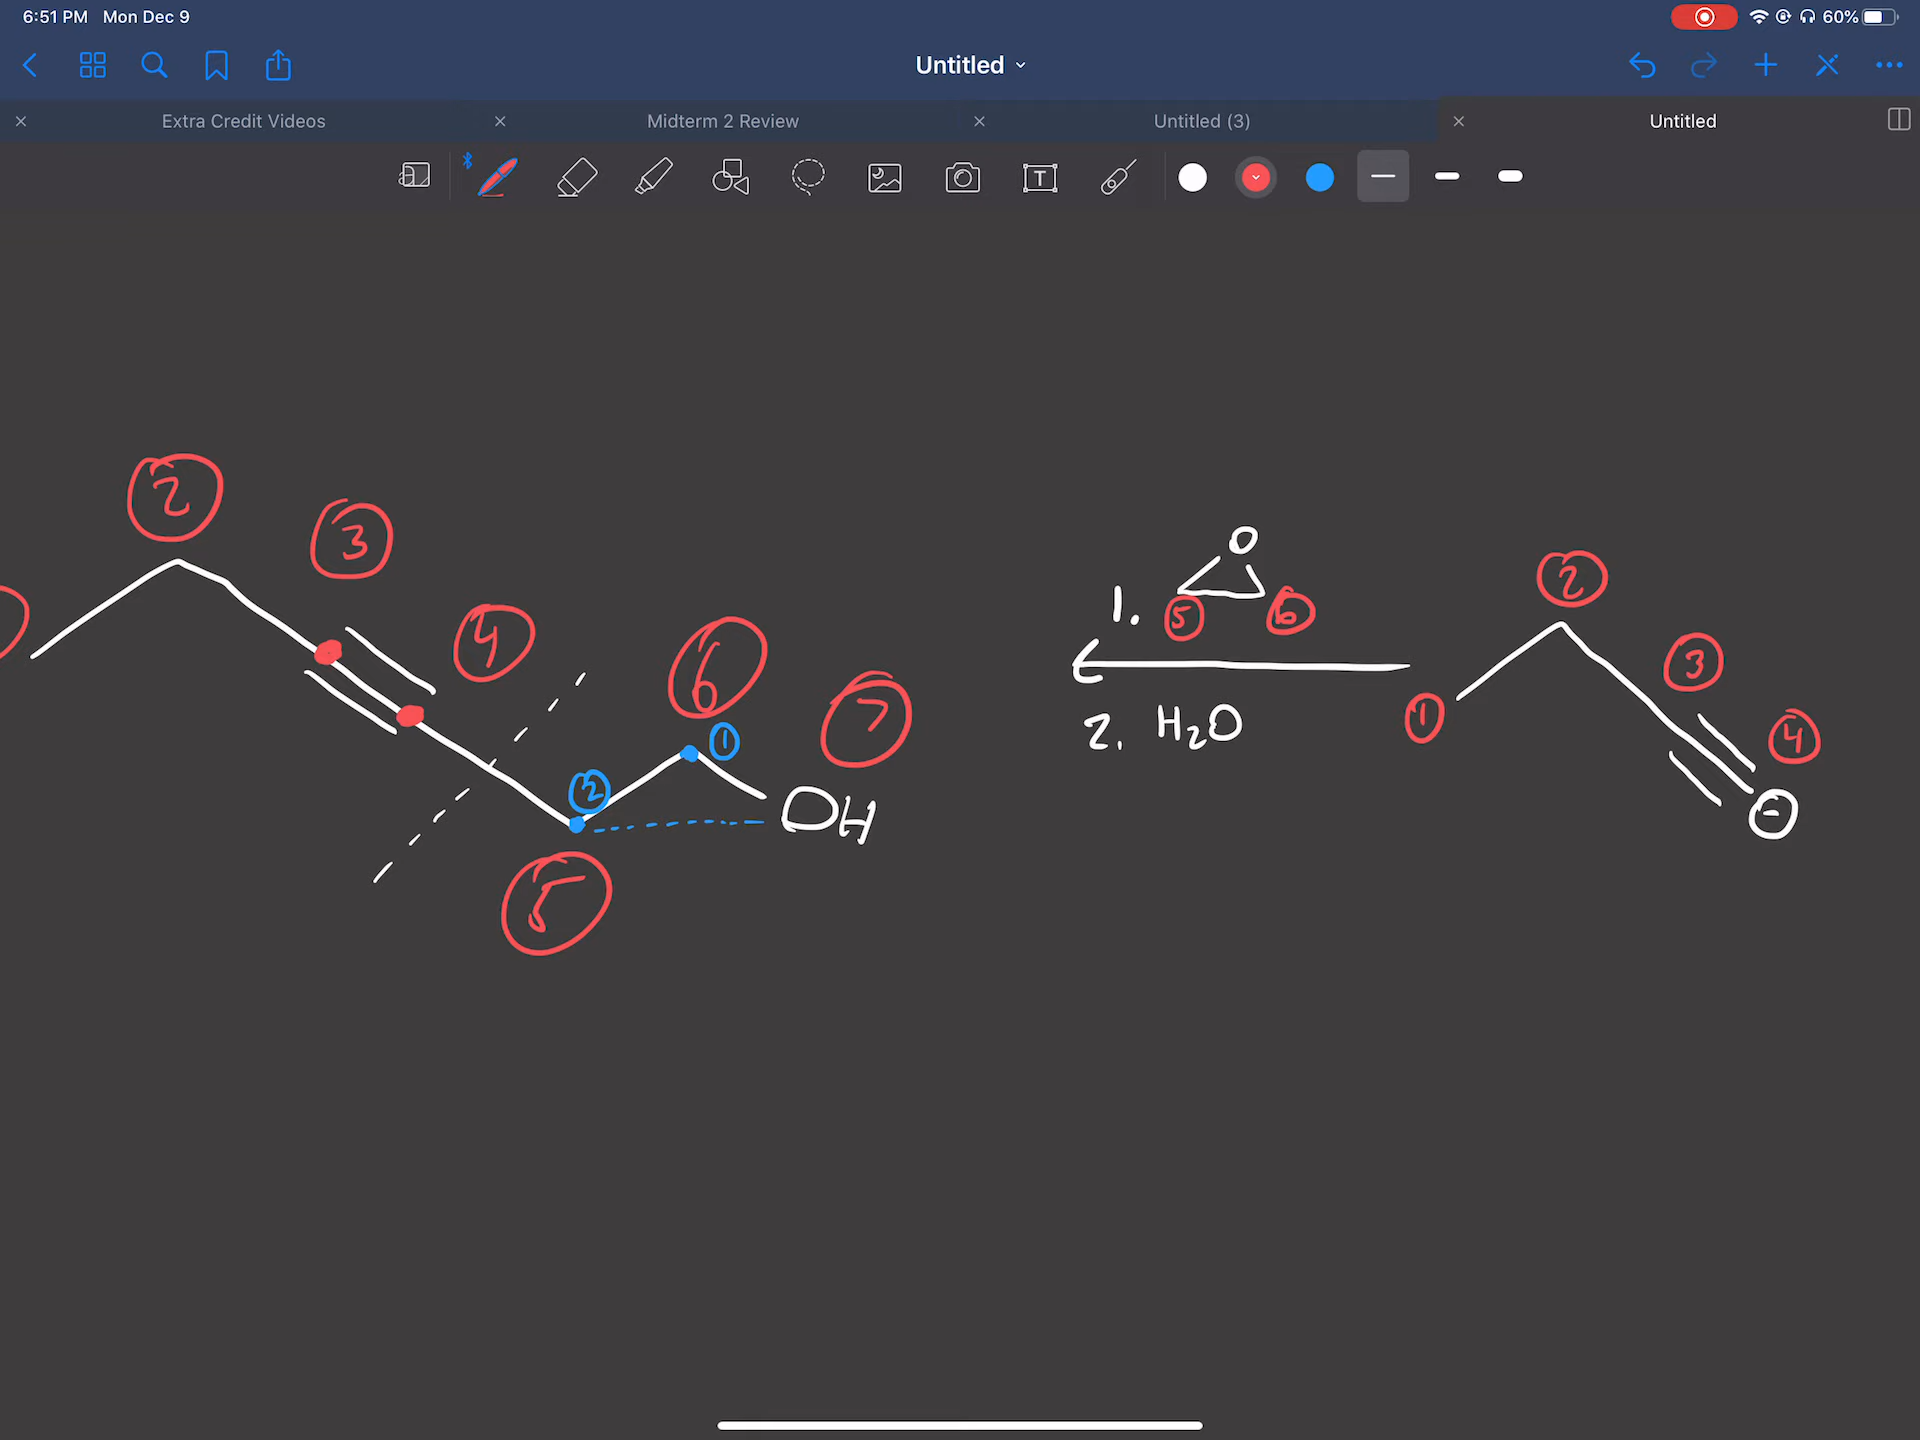 6:51 PM Mon Dec 9
60%
Untitled
Extra Credit Videos
Midterm 2 Review
Untitled (3)
Untitled
T
2
3
4
6
7
1
2
OH
5
O
1. 5 6
2. H₂O
1
2
3
4
-